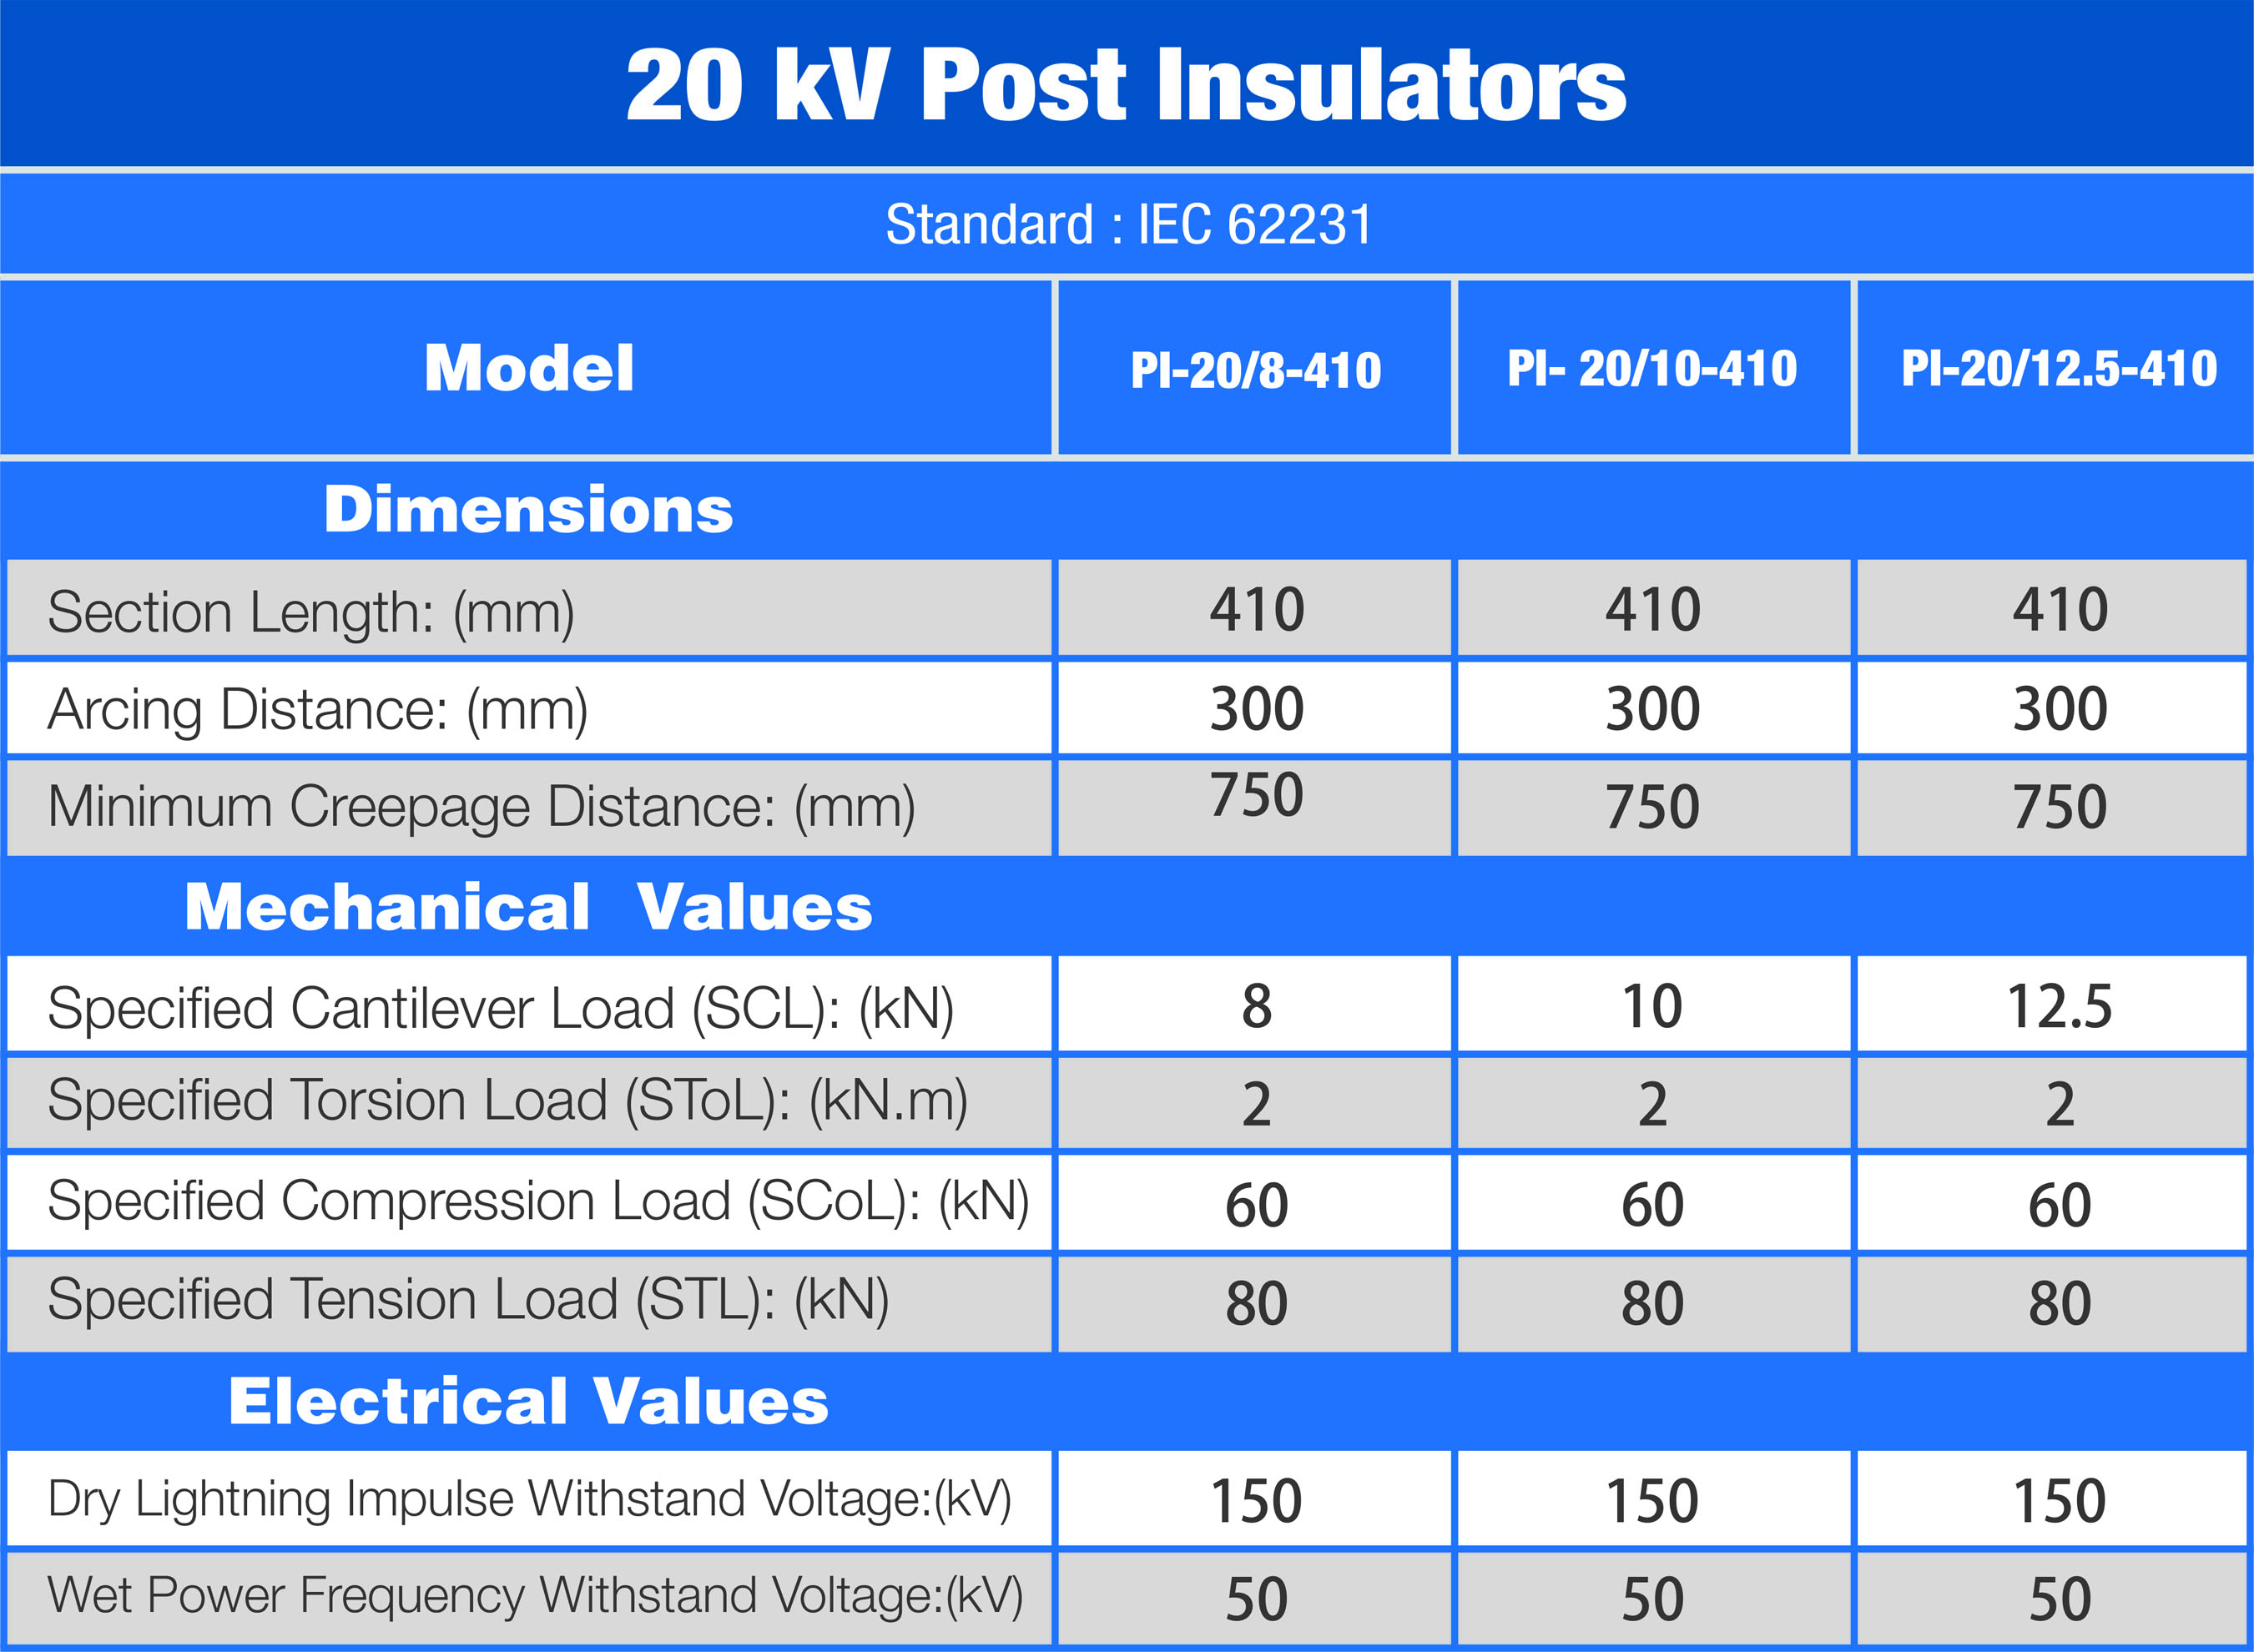 20 kV Post Insulators
Standard : IEC 62231
Model PI-20/8-410 PI- 20/10-410 PI-20/12.5-410
Dimensions
Section Length: (mm) 410 410 410
Arcing Distance: (mm) 300 300 300
Minimum Creepage Distance: (mm) 750 750 750
Mechanical Values
Specified Cantilever Load (SCL): (kN) 8 10 12.5
Specified Torsion Load (SToL): (kN.m) 2 2 2
Specified Compression Load (SCoL): (kN) 60 60 60
Specified Tension Load (STL): (kN) 80 80 80
Electrical Values
Dry Lightning Impulse Withstand Voltage:(kV) 150 150 150
Wet Power Frequency Withstand Voltage:(kV) 50 50 50